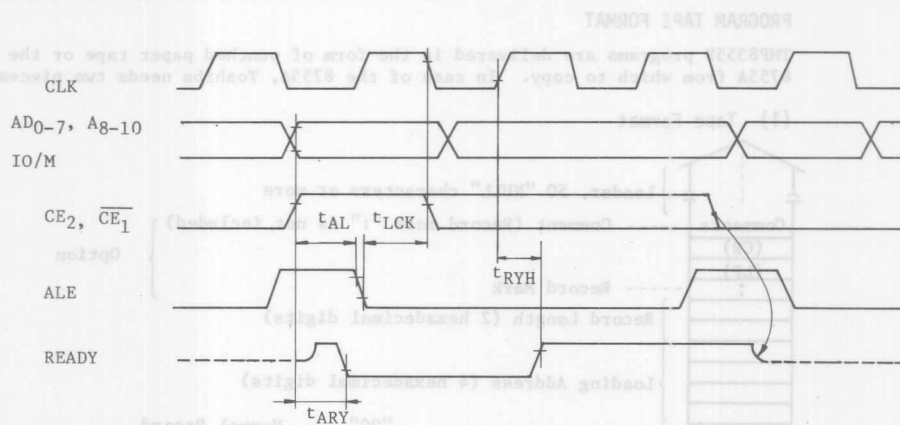 PROGRAM TAPE FORMAT
TMP8355P programs are delivered in the form of punched paper tape or the
8755A from which to copy. In case of the 8755A, Toshiba needs two pieces
(1) Tape Format
CLK
AD0-7, A8-10
IO/M
Leader, 50 "NULL" characters or more
CE2, CE1
tAL tLCK
Comments
Comment (Record mark ":" is not included)
(CR)
(LF)
Option
tRYH
ALE
Record Mark
:
Record Length (2 hexadecimal digits)
READY
Loading Address (4 hexadecimal digits)
tARY
"00" Normal Record